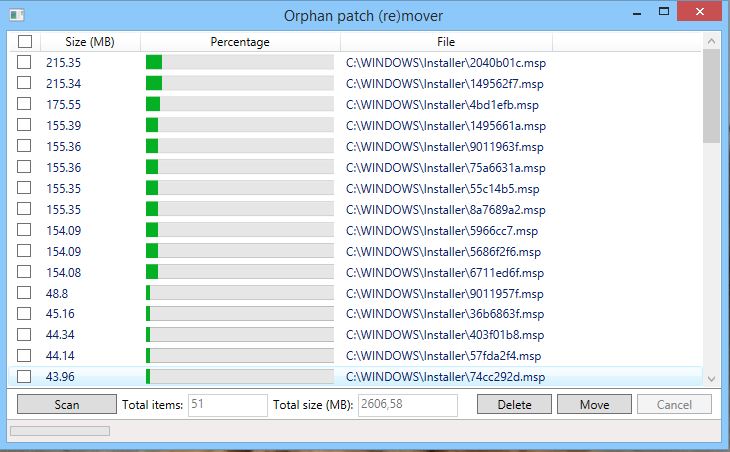 Orphan patch (re)mover
Size (MB) Percentage File
215.35 C:\WINDOWS\Installer\2040b01c.msp
215.34 C:\WINDOWS\Installer\149562f7.msp
175.55 C:\WINDOWS\Installer\4bd1efb.msp
155.39 C:\WINDOWS\Installer\1495661a.msp
155.36 C:\WINDOWS\Installer\9011963f.msp
155.36 C:\WINDOWS\Installer\75a6631a.msp
155.35 C:\WINDOWS\Installer\55c14b5.msp
155.35 C:\WINDOWS\Installer\8a7689a2.msp
154.09 C:\WINDOWS\Installer\5966cc7.msp
154.09 C:\WINDOWS\Installer\5686f2f6.msp
154.08 C:\WINDOWS\Installer\6711ed6f.msp
48.8 C:\WINDOWS\Installer\9011957f.msp
45.16 C:\WINDOWS\Installer\36b6863f.msp
44.34 C:\WINDOWS\Installer\403f01b8.msp
44.14 C:\WINDOWS\Installer\57fda2f4.msp
43.96 C:\WINDOWS\Installer\74cc292d.msp
Scan Total items: 51 Total size (MB): 2606,58 Delete Move Cancel